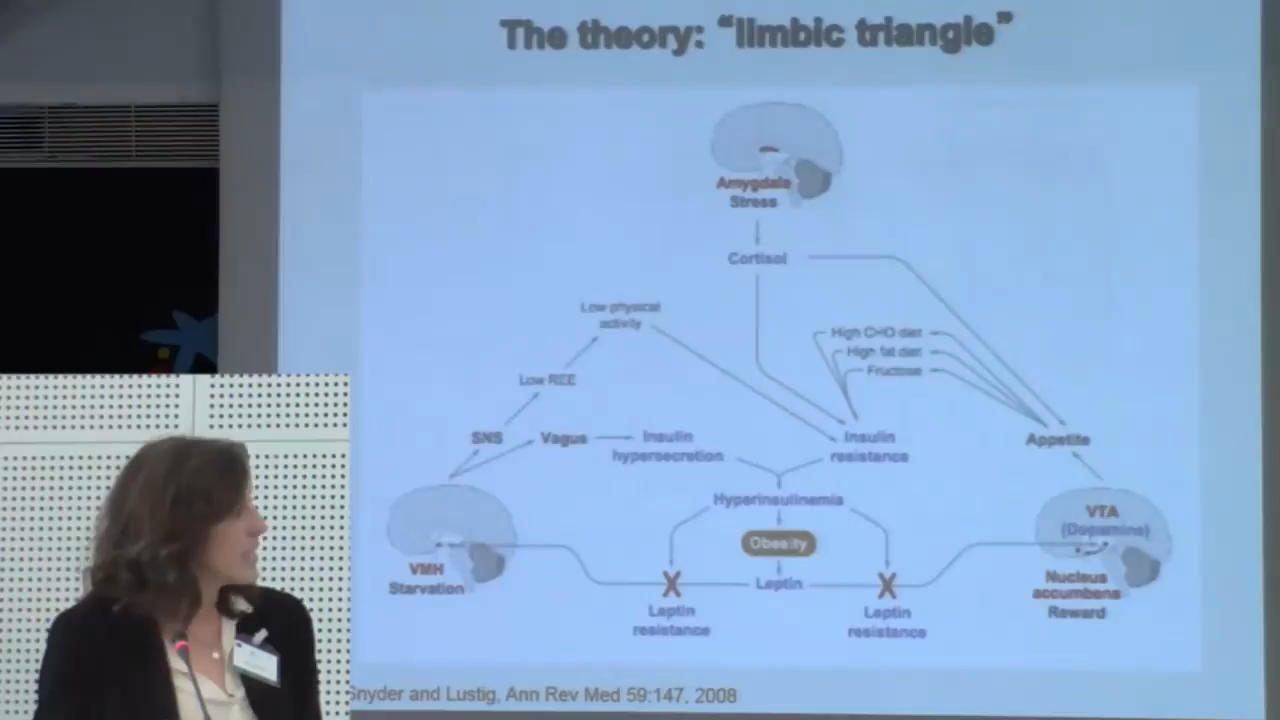 The theory: “limbic triangle”
Amygdala
Stress
Cortisol
Low physical
activity
High CHO diet
High fat diet
Fructose
Low REE
SNS
Vagus
Insulin
hypersecretion
Insulin
resistance
Appetite
Hyperinsulinemia
VTA
(Dopamine)
Obesity
VMH
Starvation
X
Leptin
X
Nucleus
accumbens
Reward
Leptin
resistance
Leptin
resistance
Snyder and Lustig, Ann Rev Med 59:147, 2008